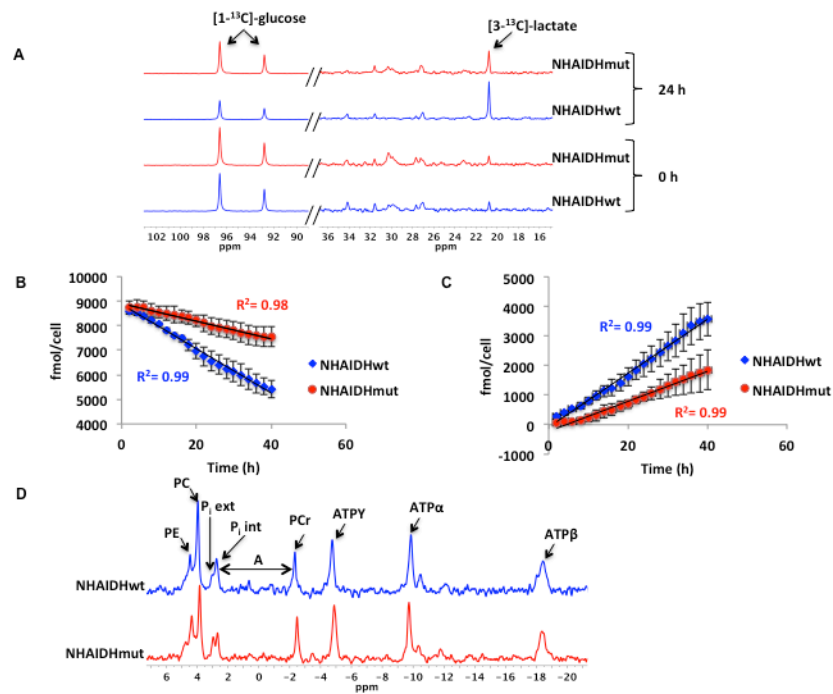 [1-¹³C]-glucose
[3-¹³C]-lactate
A
NHAIDHmut
24 h
NHAIDHwt
NHAIDHmut
0 h
NHAIDHwt
102 100 98 96 94 92 90 36 34 32 30 28 26 24 22 20 18 16
ppm ppm
B
10000
9000
8000
7000
6000
5000
4000
fmol/cell
R²= 0.98
R²= 0.99
NHAIDHwt
NHAIDHmut
0 20 40 60
Time (h)
C
5000
4000
3000
2000
1000
0
-1000
fmol/cell
R²= 0.99
R²= 0.99
NHAIDHwt
NHAIDHmut
0 20 40 60
Time (h)
D
PE
PC
Pᵢ ext
Pᵢ int
A
PCr
ATPY
ATPα
ATPβ
NHAIDHwt
NHAIDHmut
6 4 2 0 -2 -4 -6 -8 -10 -12 -14 -16 -18 -20
ppm